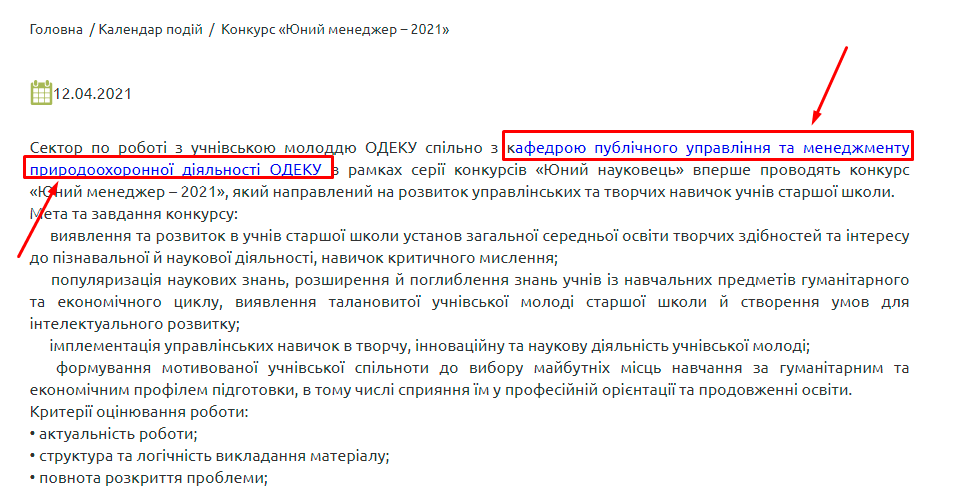 Головна / Календар подій / Конкурс «Юний менеджер – 2021»
12.04.2021
Сектор по роботі з учнівською молоддю ОДЕКУ спільно з кафедрою публічного управління та менеджменту
природоохоронної діяльності ОДЕКУ в рамках серії конкурсів «Юний науковець» вперше проводять конкурс
«Юний менеджер – 2021», який направлений на розвиток управлінських та творчих навичок учнів старшої школи.
Мета та завдання конкурсу:
виявлення та розвиток в учнів старшої школи установ загальної середньої освіти творчих здібностей та інтересу
до пізнавальної й наукової діяльності, навичок критичного мислення;
популяризація наукових знань, розширення й поглиблення знань учнів із навчальних предметів гуманітарного
та економічного циклу, виявлення талановитої учнівської молоді старшої школи й створення умов для
інтелектуального розвитку;
імплементація управлінських навичок в творчу, інноваційну та наукову діяльність учнівської молоді;
формування мотивованої учнівської спільноти до вибору майбутніх місць навчання за гуманітарним та
економічним профілем підготовки, в тому числі сприяння їм у професійній орієнтації та продовженні освіти.
Критерії оцінювання роботи:
• актуальність роботи;
• структура та логічність викладання матеріалу;
• повнота розкриття проблеми;